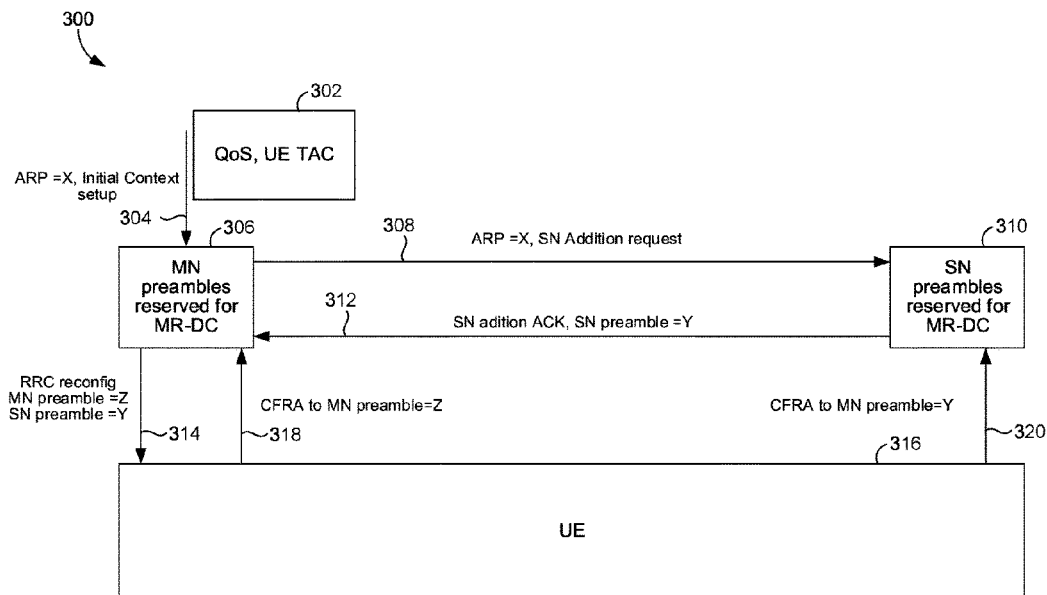 300
302
QoS, UE TAC
ARP =X, Initial Context
setup
304
306
MN
preambles
reserved for
MR-DC
308
ARP =X, SN Addition request
310
SN
preambles
reserved for
MR-DC
312
SN adition ACK, SN preamble =Y
RRC reconfig
MN preamble =Z
SN preamble =Y
314
CFRA to MN preamble=Z
318
CFRA to MN preamble=Y
316
320
UE